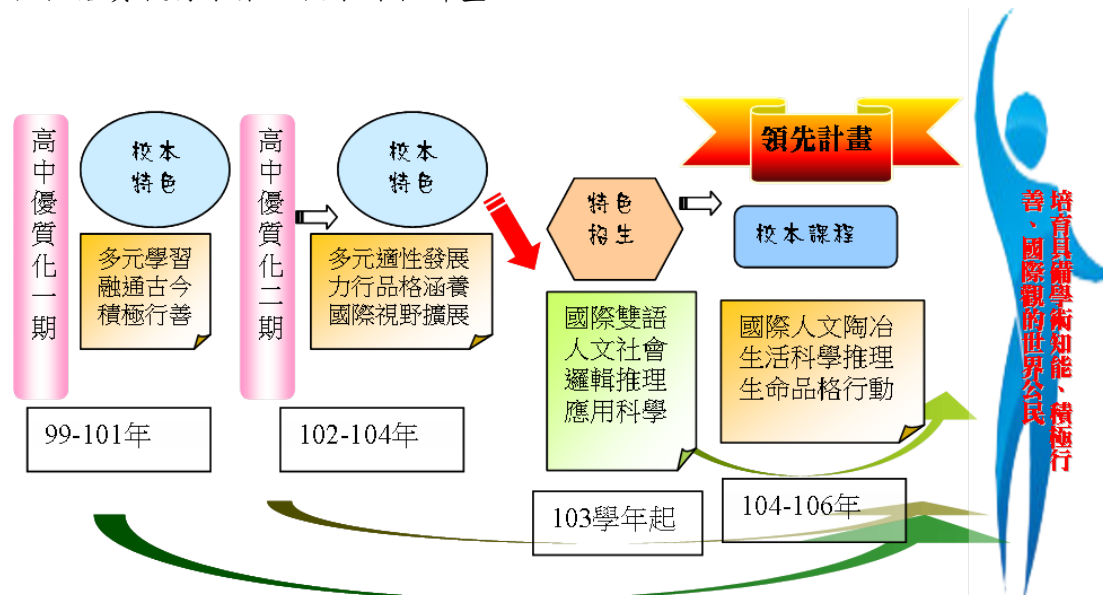 高中優質化一期
校本
特色
多元學習
融通古今
積極行善
99-101年
高中優質化二期
校本
特色
多元適性發展
力行品格涵養
國際視野擴展
102-104年
特色
招生
國際雙語
人文社會
邏輯推理
應用科學
103學年起
領先計畫
校本課程
國際人文陶冶
生活科學推理
生命品格行動
104-106年
培育具備學術知能、積極行
善、國際觀的世界公民